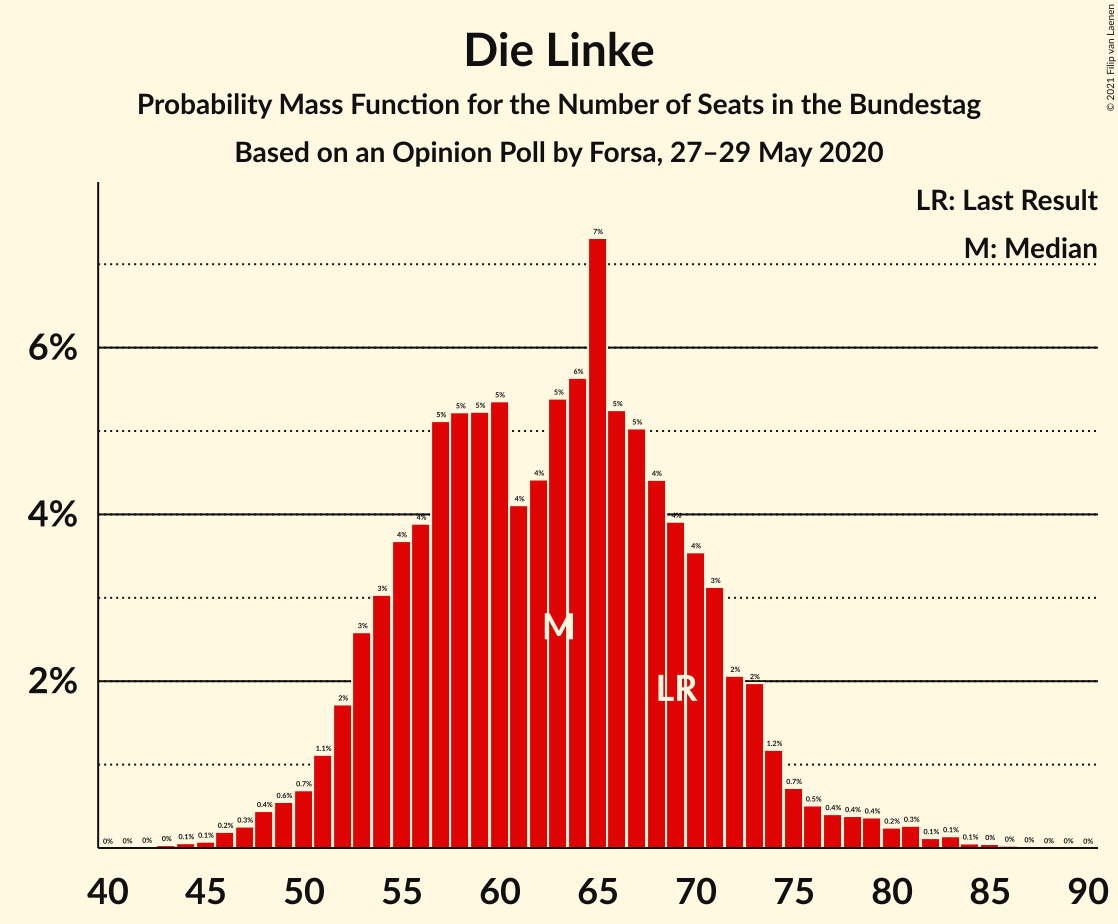 Die Linke
Probability Mass Function for the Number of Seats in the Bundestag
Based on an Opinion Poll by Forsa, 27–29 May 2020
© 2021 Filip van Laenen
LR: Last Result
M: Median
6%
4%
2%
0% 0% 0% 0% 0.1% 0.1% 0.2% 0.3% 0.4% 0.6% 0.7% 1.1% 2% 3% 3% 4% 4% 5% 5% 5% 5% 4% 4% 5% 6% 7% 5% 5% 4% 4% 4% 3% 2% 2% 1.2% 0.7% 0.5% 0.4% 0.4% 0.4% 0.2% 0.3% 0.1% 0.1% 0.1% 0% 0% 0% 0% 0% 0%
M
LR
40 45 50 55 60 65 70 75 80 85 90